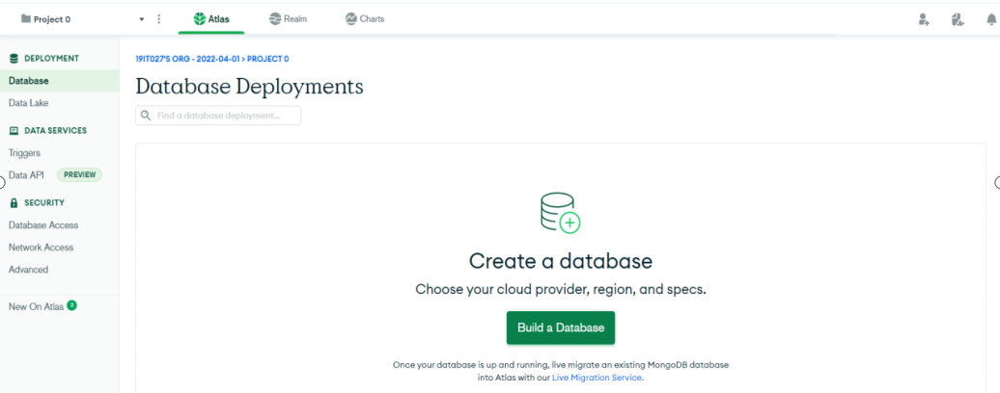 Project 0
Atlas
Realm
Charts
DEPLOYMENT
Database
Data Lake
DATA SERVICES
Triggers
Data API PREVIEW
SECURITY
Database Access
Network Access
Advanced
New On Atlas 2
19IT027'S ORG - 2022-04-01 > PROJECT 0
Database Deployments
Find a database deployment...
Create a database
Choose your cloud provider, region, and specs.
Build a Database
Once your database is up and running, live migrate an existing MongoDB database
into Atlas with our Live Migration Service.